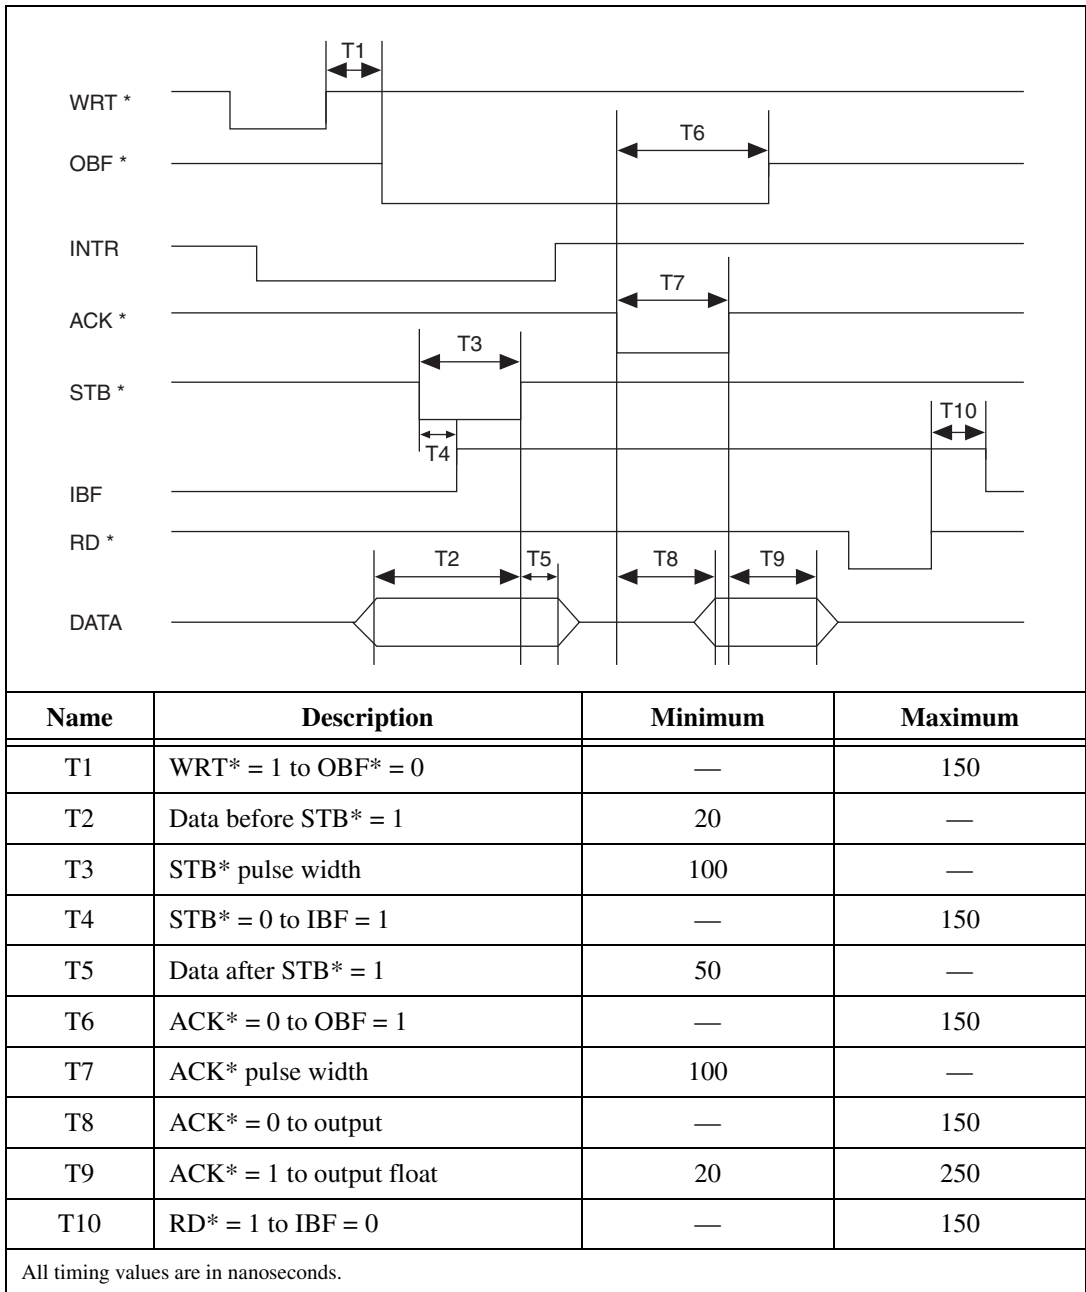 T1
WRT *
T6
OBF *
INTR
T7
ACK *
T3
STB *
T10
T4
IBF
RD *
T2 T5 T8 T9
DATA
Name Description Minimum Maximum
T1 WRT* = 1 to OBF* = 0 — 150
T2 Data before STB* = 1 20 —
T3 STB* pulse width 100 —
T4 STB* = 0 to IBF = 1 — 150
T5 Data after STB* = 1 50 —
T6 ACK* = 0 to OBF = 1 — 150
T7 ACK* pulse width 100 —
T8 ACK* = 0 to output — 150
T9 ACK* = 1 to output float 20 250
T10 RD* = 1 to IBF = 0 — 150
All timing values are in nanoseconds.